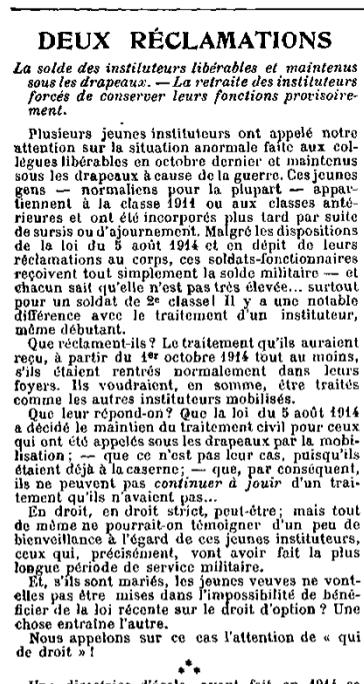 DEUX RÉCLAMATIONS
La solde des instituteurs libérables et maintenus
sous les drapeaux. — La retraite des instituteurs
forcés de conserver leurs fonctions provisoire-
ment.
Plusieurs jeunes instituteurs ont appelé notre
attention sur la situation anormale faite aux col-
lègues libérables en octobre dernier et maintenus
sous les drapeaux à cause de la guerre. Ces jeunes
gens — normaliens pour la plupart — appar-
tiennent à la classe 1911 ou aux classes anté-
rieures et ont été incorporés plus tard par suite
de sursis ou d'ajournement. Malgré les dispositions
de la loi du 5 août 1914 et en dépit de leurs
réclamations au corps, ces soldats-fonctionnaires
reçoivent tout simplement la solde militaire — et
chacun sait qu'elle n'est pas très élevée... surtout
pour un soldat de 2e classe! Il y a une notable
différence avec le traitement d'un instituteur,
même débutant.
Que réclament-ils? Le traitement qu'ils auraient
reçu, à partir du 1er octobre 1914 tout au moins,
s'ils étaient rentrés normalement dans leurs
foyers. Ils voudraient, en somme, être traités
comme les autres instituteurs mobilisés.
Que leur répond-on? Que la loi du 5 août 1914
a décidé le maintien du traitement civil pour ceux
qui ont été appelés sous les drapeaux par la mobi-
lisation; — que ce n'est pas leur cas, puisqu'ils
étaient déjà à la caserne; — que, par conséquent,
ils ne peuvent pas continuer à jouir d'un trai-
tement qu'ils n'avaient pas...
En droit, en droit strict, peut-être; mais tout
de même ne pourrait-on témoigner d'un peu de
bienveillance à l'égard de ces jeunes instituteurs,
ceux qui, précisément, vont avoir fait la plus
longue période de service militaire.
Et, s'ils sont mariés, les jeunes veuves ne vont-
elles pas être mises dans l'impossibilité de béné-
ficier de la loi récente sur le droit d'option? Une
chose entraîne l'autre.
Nous appelons sur ce cas l'attention de « qui
de droit »!
* * *